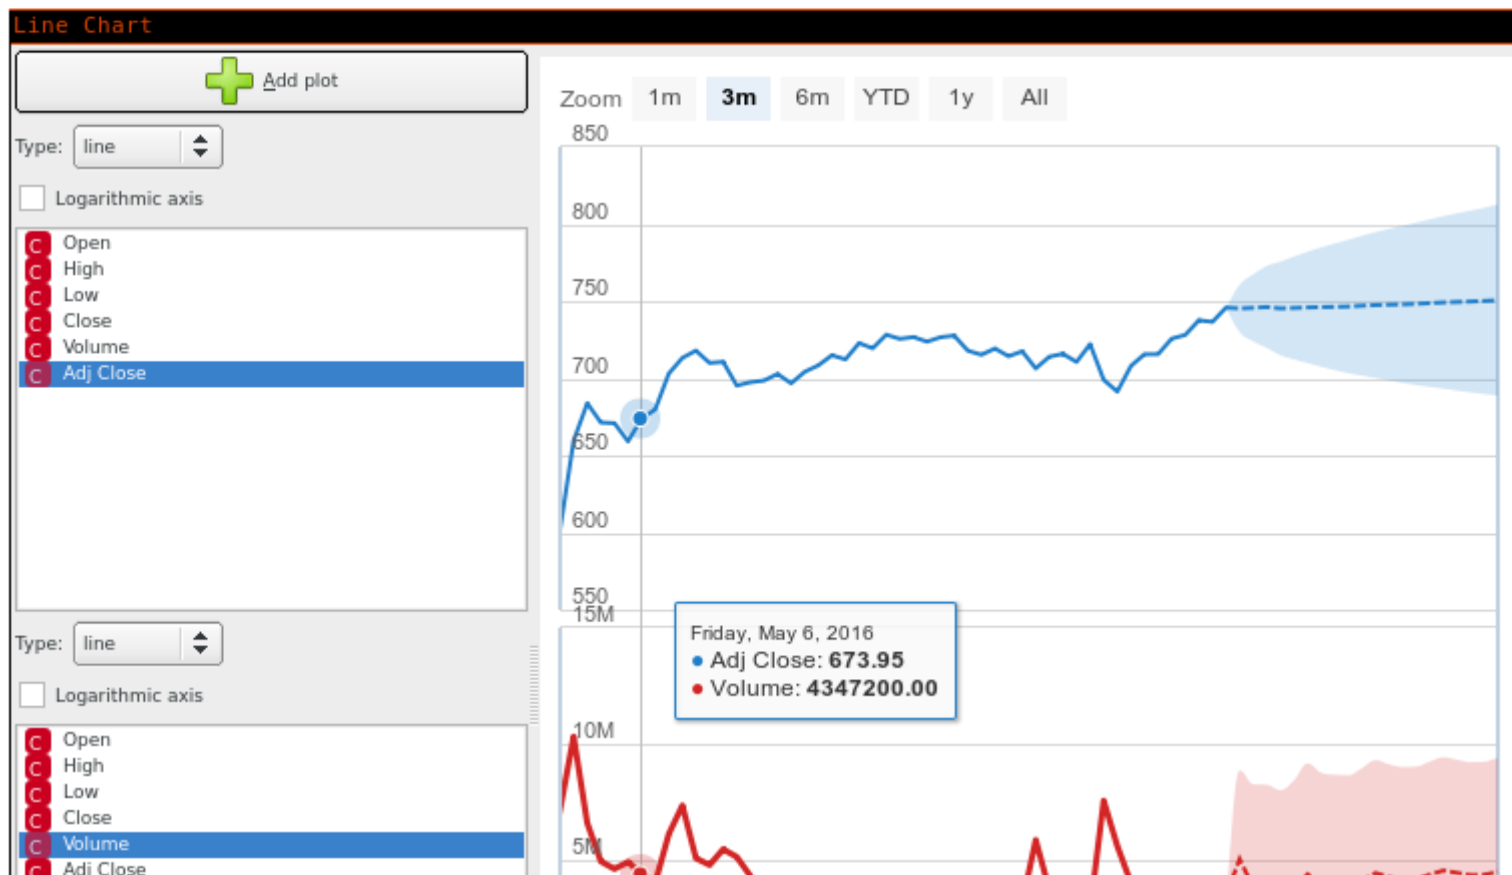 Line Chart
Add plot
Type: line
Logarithmic axis
C Open
C High
C Low
C Close
C Volume
C Adj Close
Type: line
Logarithmic axis
C Open
C High
C Low
C Close
C Volume
C Adj Close
Zoom 1m 3m 6m YTD 1y All
850
800
750
700
650
600
550
15M
Friday, May 6, 2016
Adj Close: 673.95
Volume: 4347200.00
10M
5M